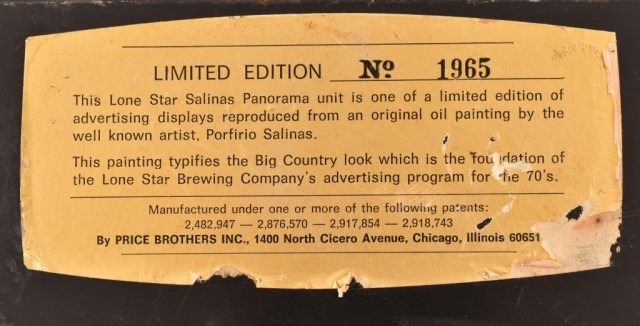 LIMITED EDITION Nº 1965
This Lone Star Salinas Panorama unit is one of a limited edition of
advertising displays reproduced from an original oil painting by the
well known artist, Porfirio Salinas.
This painting typifies the Big Country look which is the foundation of
the Lone Star Brewing Company's advertising program for the 70's.
Manufactured under one or more of the following patents:
2,482,947 — 2,876,570 — 2,917,854 — 2,918,743
By PRICE BROTHERS INC., 1400 North Cicero Avenue, Chicago, Illinois 60651